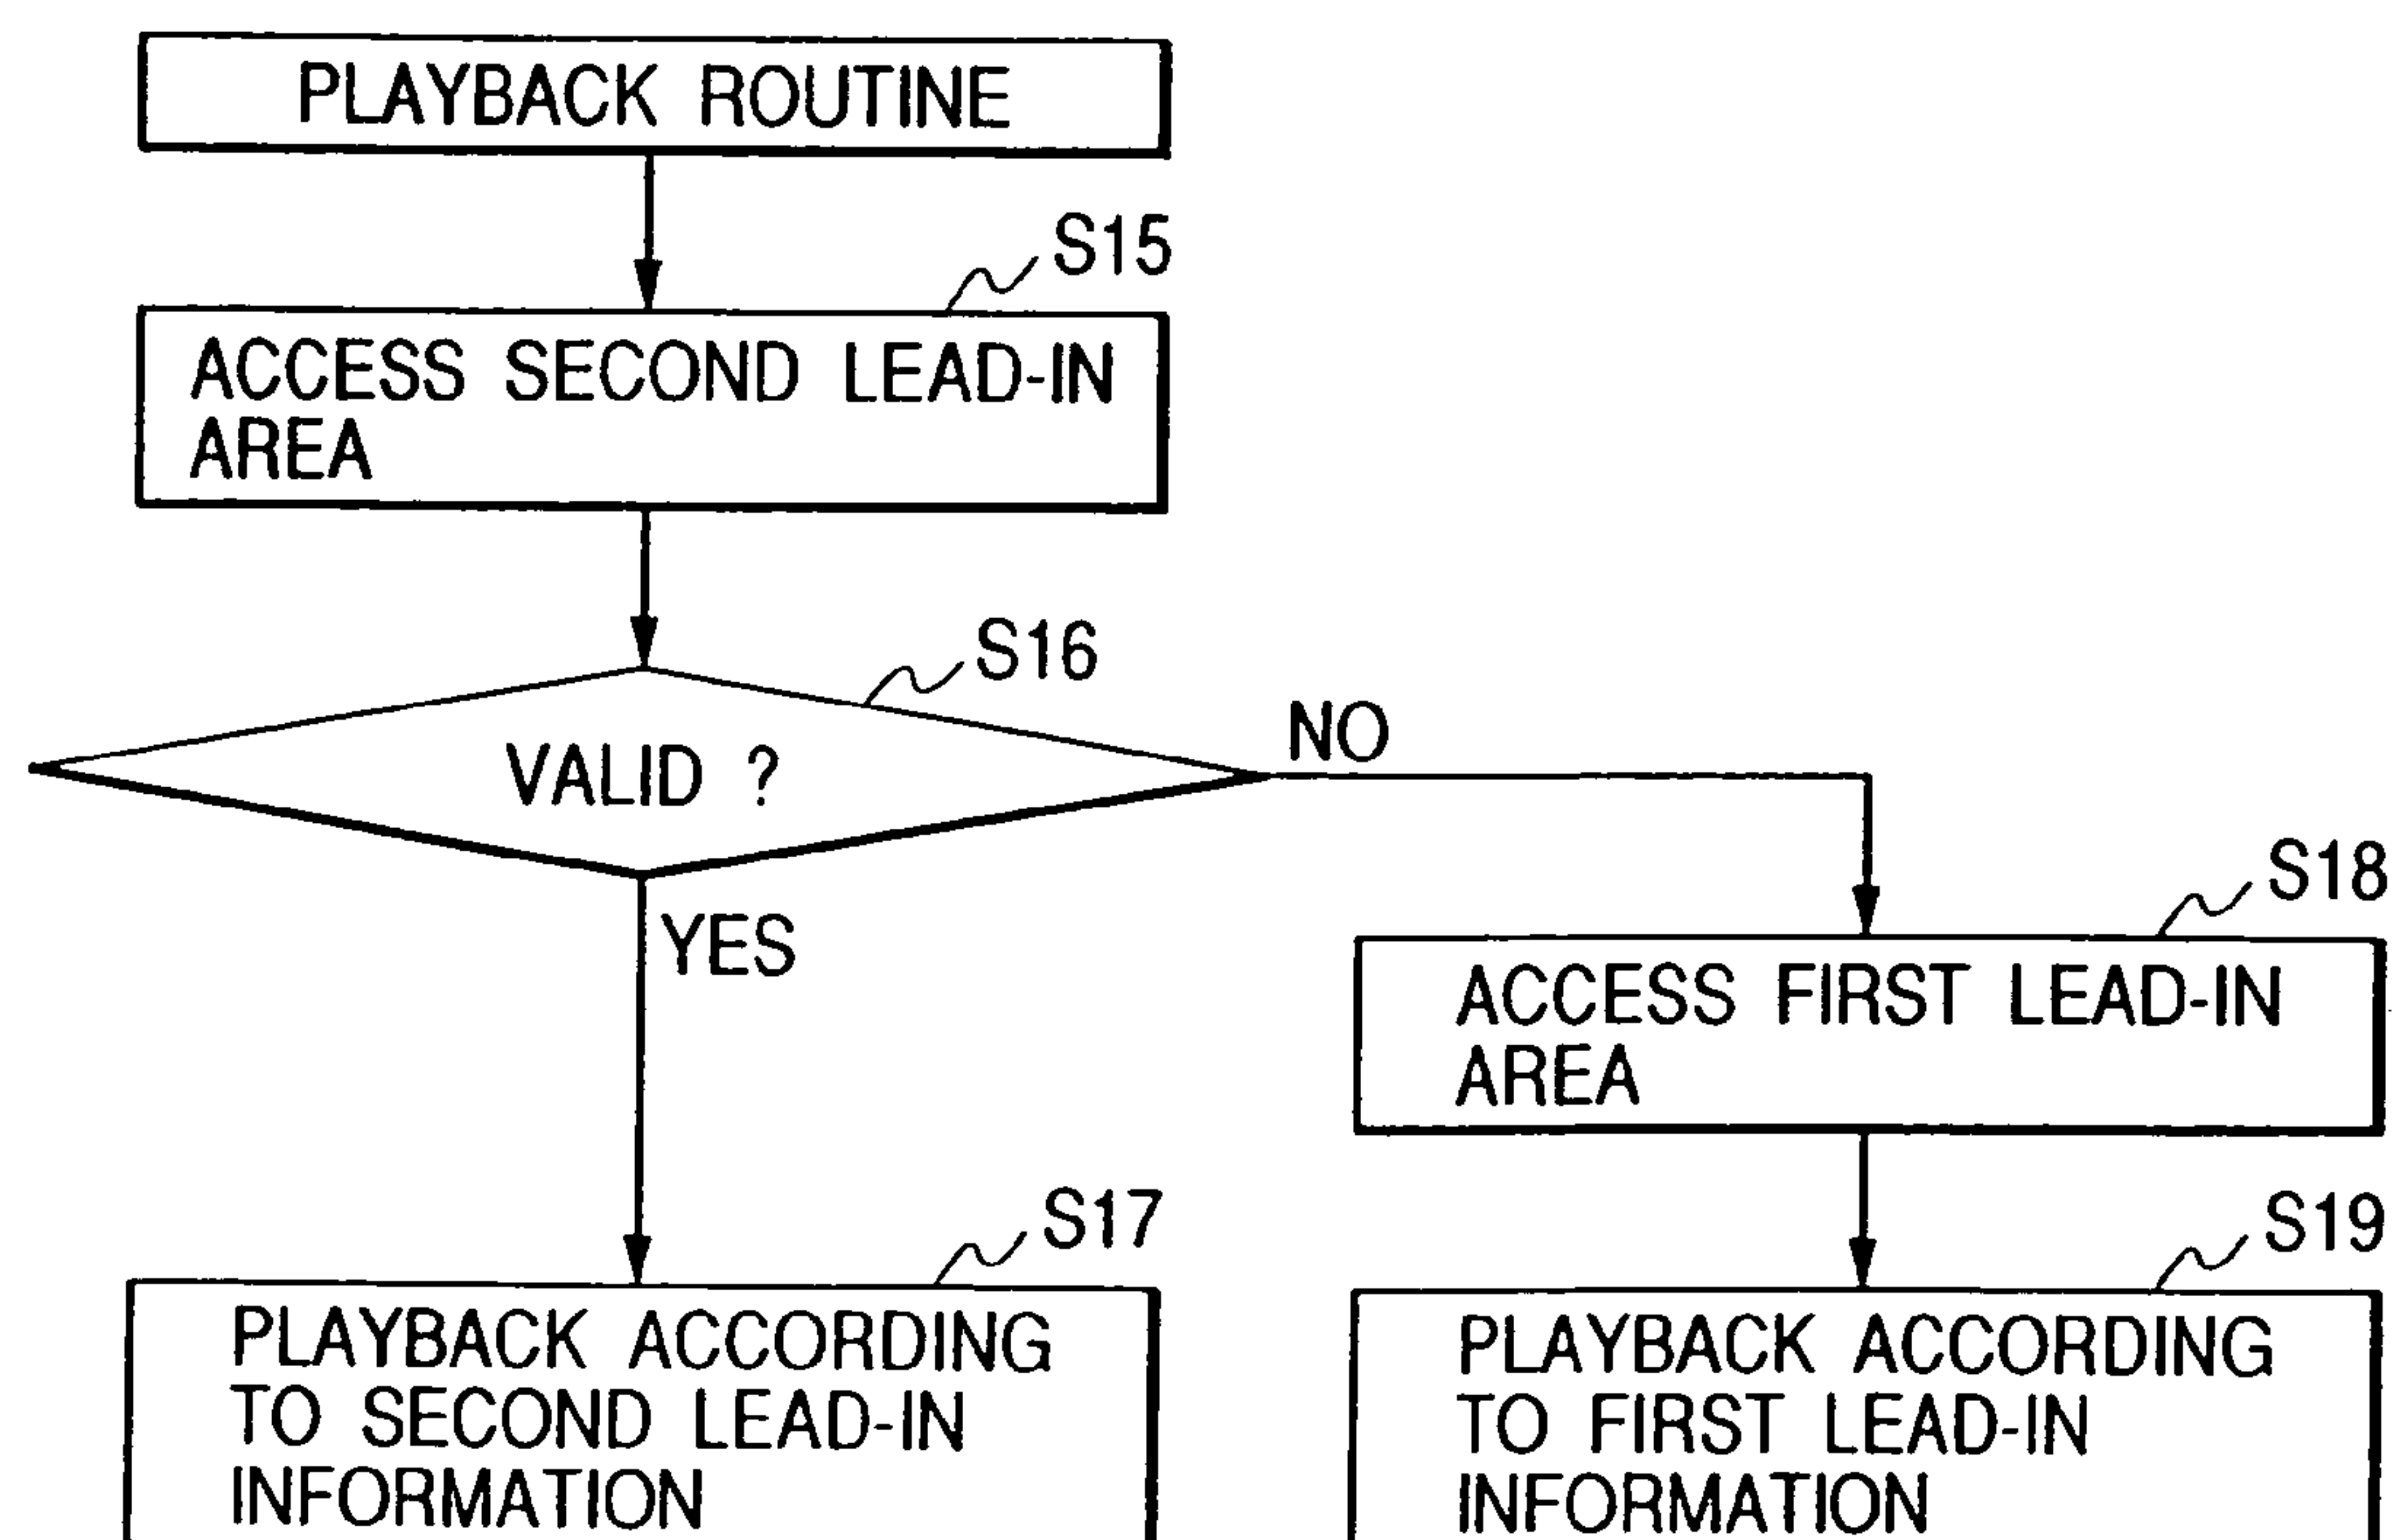 PLAYBACK ROUTINE
S15
ACCESS SECOND LEAD-IN
AREA
S16
VALID ?
NO
YES
S18
ACCESS FIRST LEAD-IN
AREA
S17
PLAYBACK ACCORDING
TO SECOND LEAD-IN
INFORMATION
S19
PLAYBACK ACCORDING
TO FIRST LEAD-IN
INFORMATION